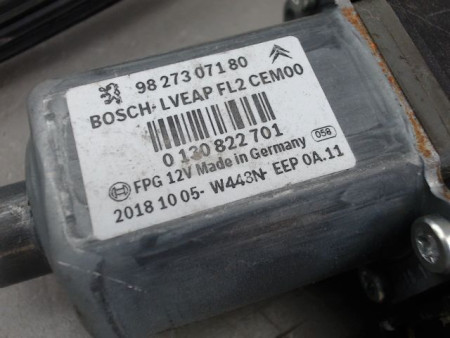 98 273 071 80
BOSCH- LVEAP FL2 CEM00
0 130 822 701
058
FPG 12V Made in Germany
2018 10 05- W443N- EEP 0A.11